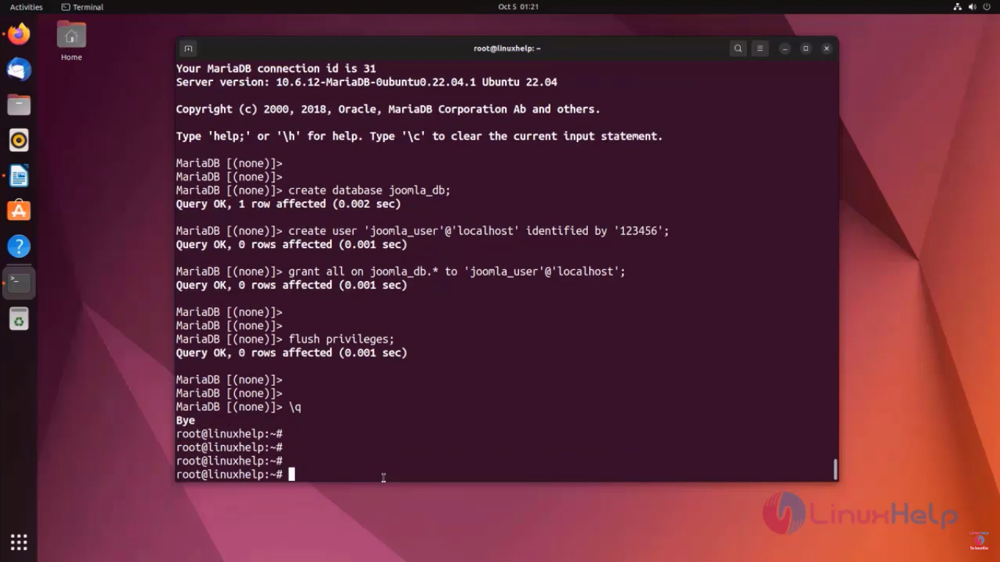 Activities Terminal Oct 5 01:21
Home
root@linuxhelp: ~
Your MariaDB connection id is 31
Server version: 10.6.12-MariaDB-0ubuntu0.22.04.1 Ubuntu 22.04
Copyright (c) 2000, 2018, Oracle, MariaDB Corporation Ab and others.
Type 'help;' or '\h' for help. Type '\c' to clear the current input statement.
MariaDB [(none)]>
MariaDB [(none)]>
MariaDB [(none)]> create database joomla_db;
Query OK, 1 row affected (0.002 sec)
MariaDB [(none)]> create user 'joomla_user'@'localhost' identified by '123456';
Query OK, 0 rows affected (0.001 sec)
MariaDB [(none)]> grant all on joomla_db.* to 'joomla_user'@'localhost';
Query OK, 0 rows affected (0.001 sec)
MariaDB [(none)]>
MariaDB [(none)]>
MariaDB [(none)]> flush privileges;
Query OK, 0 rows affected (0.001 sec)
MariaDB [(none)]>
MariaDB [(none)]>
MariaDB [(none)]> \q
Bye
root@linuxhelp:~#
root@linuxhelp:~#
root@linuxhelp:~#
root@linuxhelp:~#
LinuxHelp
LinuxHelp
Subscribe